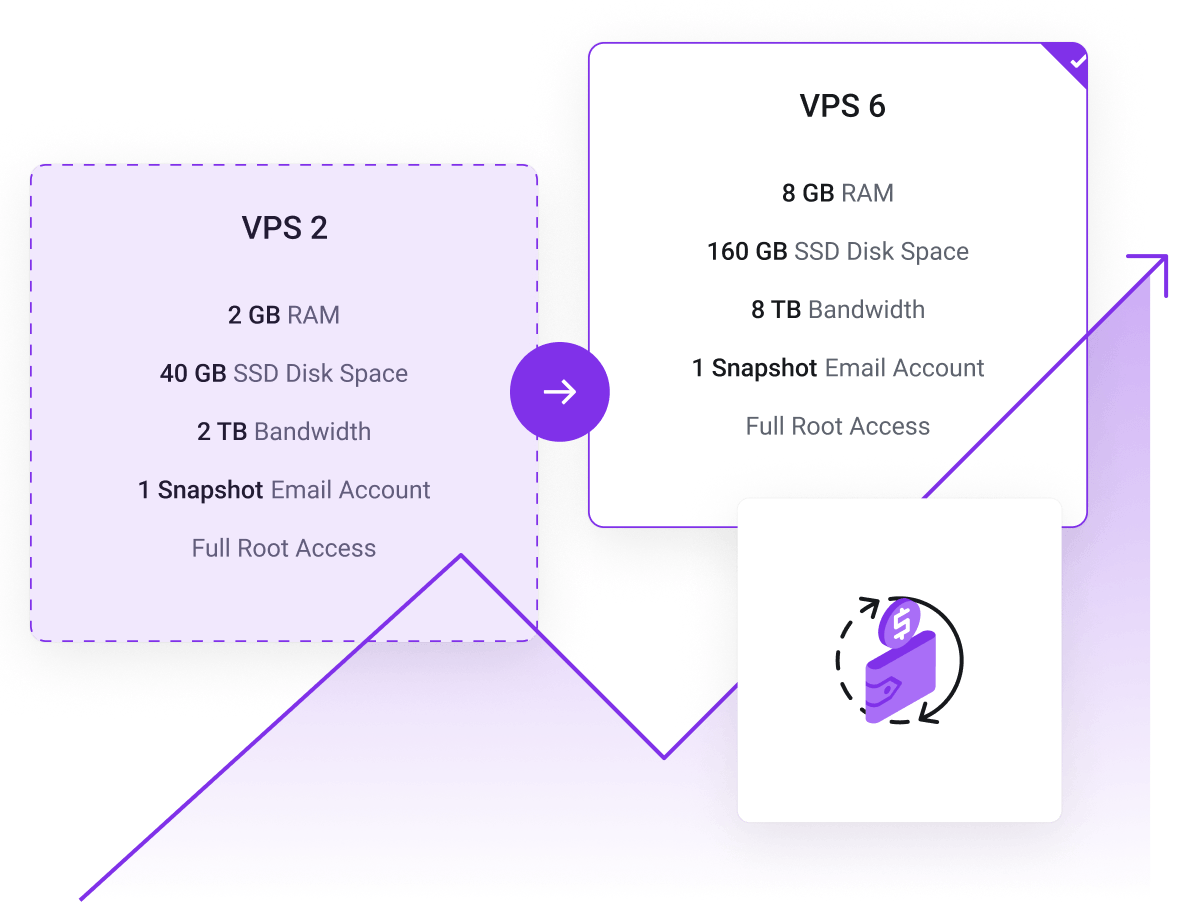 VPS 2
2 GB RAM
40 GB SSD Disk Space
2 TB Bandwidth
1 Snapshot Email Account
Full Root Access
VPS 6
8 GB RAM
160 GB SSD Disk Space
8 TB Bandwidth
1 Snapshot Email Account
Full Root Access
$